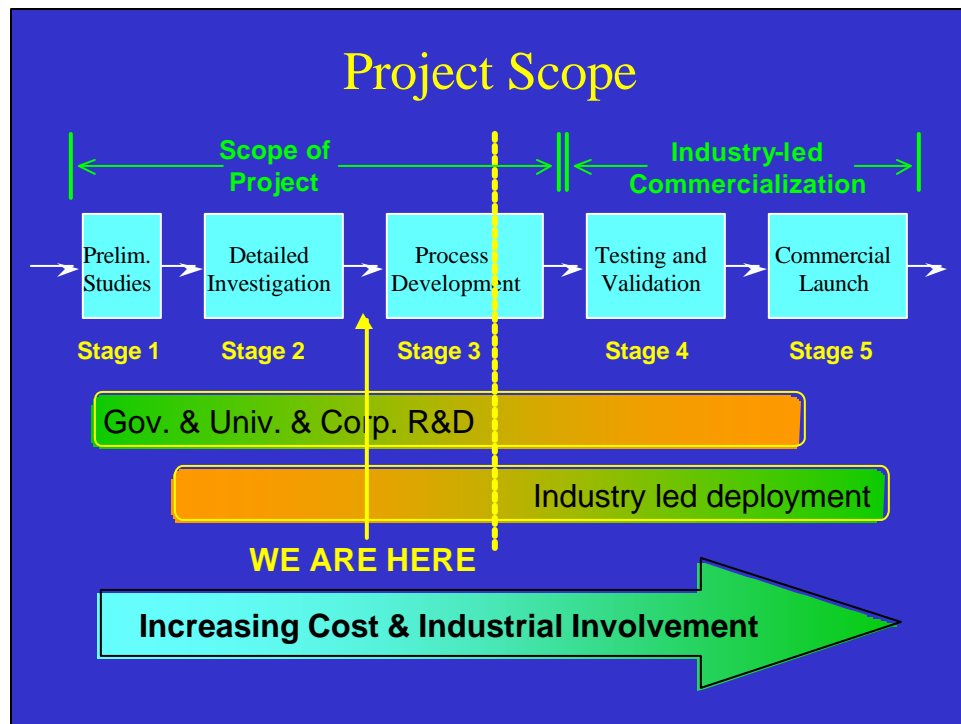 Project Scope
Scope of
Project
Industry-led
Commercialization
Prelim.
Studies
Detailed
Investigation
Process
Development
Testing and
Validation
Commercial
Launch
Stage 1
Stage 2
Stage 3
Stage 4
Stage 5
Gov. & Univ. & Corp. R&D
Industry led deployment
WE ARE HERE
Increasing Cost & Industrial Involvement